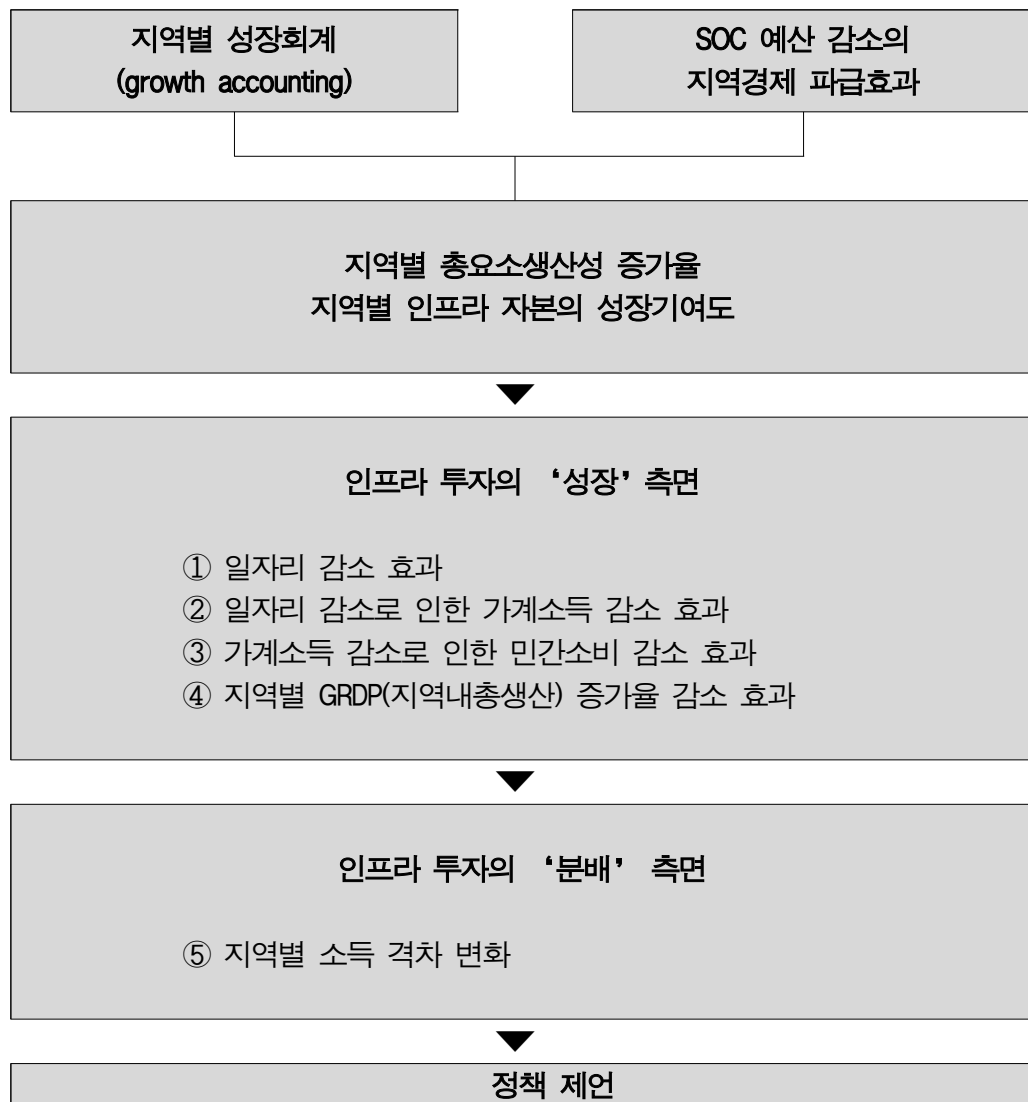 지역별 성장회계
(growth accounting)
SOC 예산 감소의
지역경제 파급효과
지역별 총요소생산성 증가율
지역별 인프라 자본의 성장기여도
인프라 투자의 ‘성장’ 측면
① 일자리 감소 효과
② 일자리 감소로 인한 가계소득 감소 효과
③ 가계소득 감소로 인한 민간소비 감소 효과
④ 지역별 GRDP(지역내총생산) 증가율 감소 효과
인프라 투자의 ‘분배’ 측면
⑤ 지역별 소득 격차 변화
정책 제언